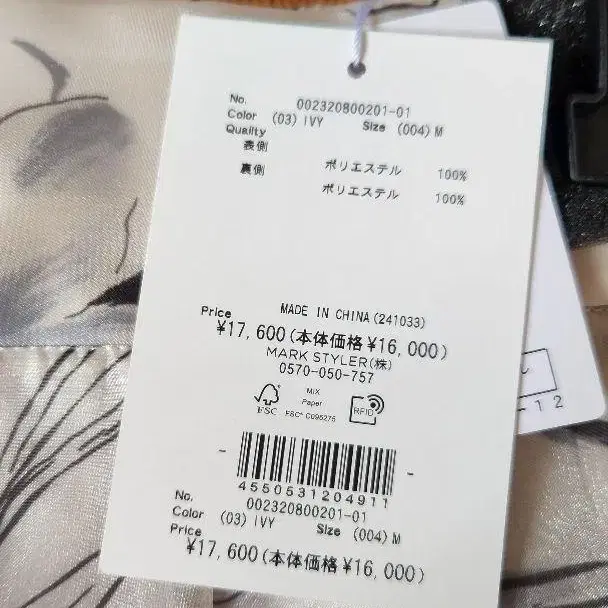 No. 002320800201-01
Color (03) IVY Size (004) M
Quality
表側 ポリエステル 100%
裏側 ポリエステル 100%
MADE IN CHINA (241033)
Price
¥17,600(本体価格¥16,000)
MARK STYLER(株)
0570-050-757
FSC
MIX
Paper
FSC® C095275
RFID
4550531204911
No. 002320800201-01
Color (03) IVY Size (004) M
Price
¥17,600(本体価格¥16,000)
-12